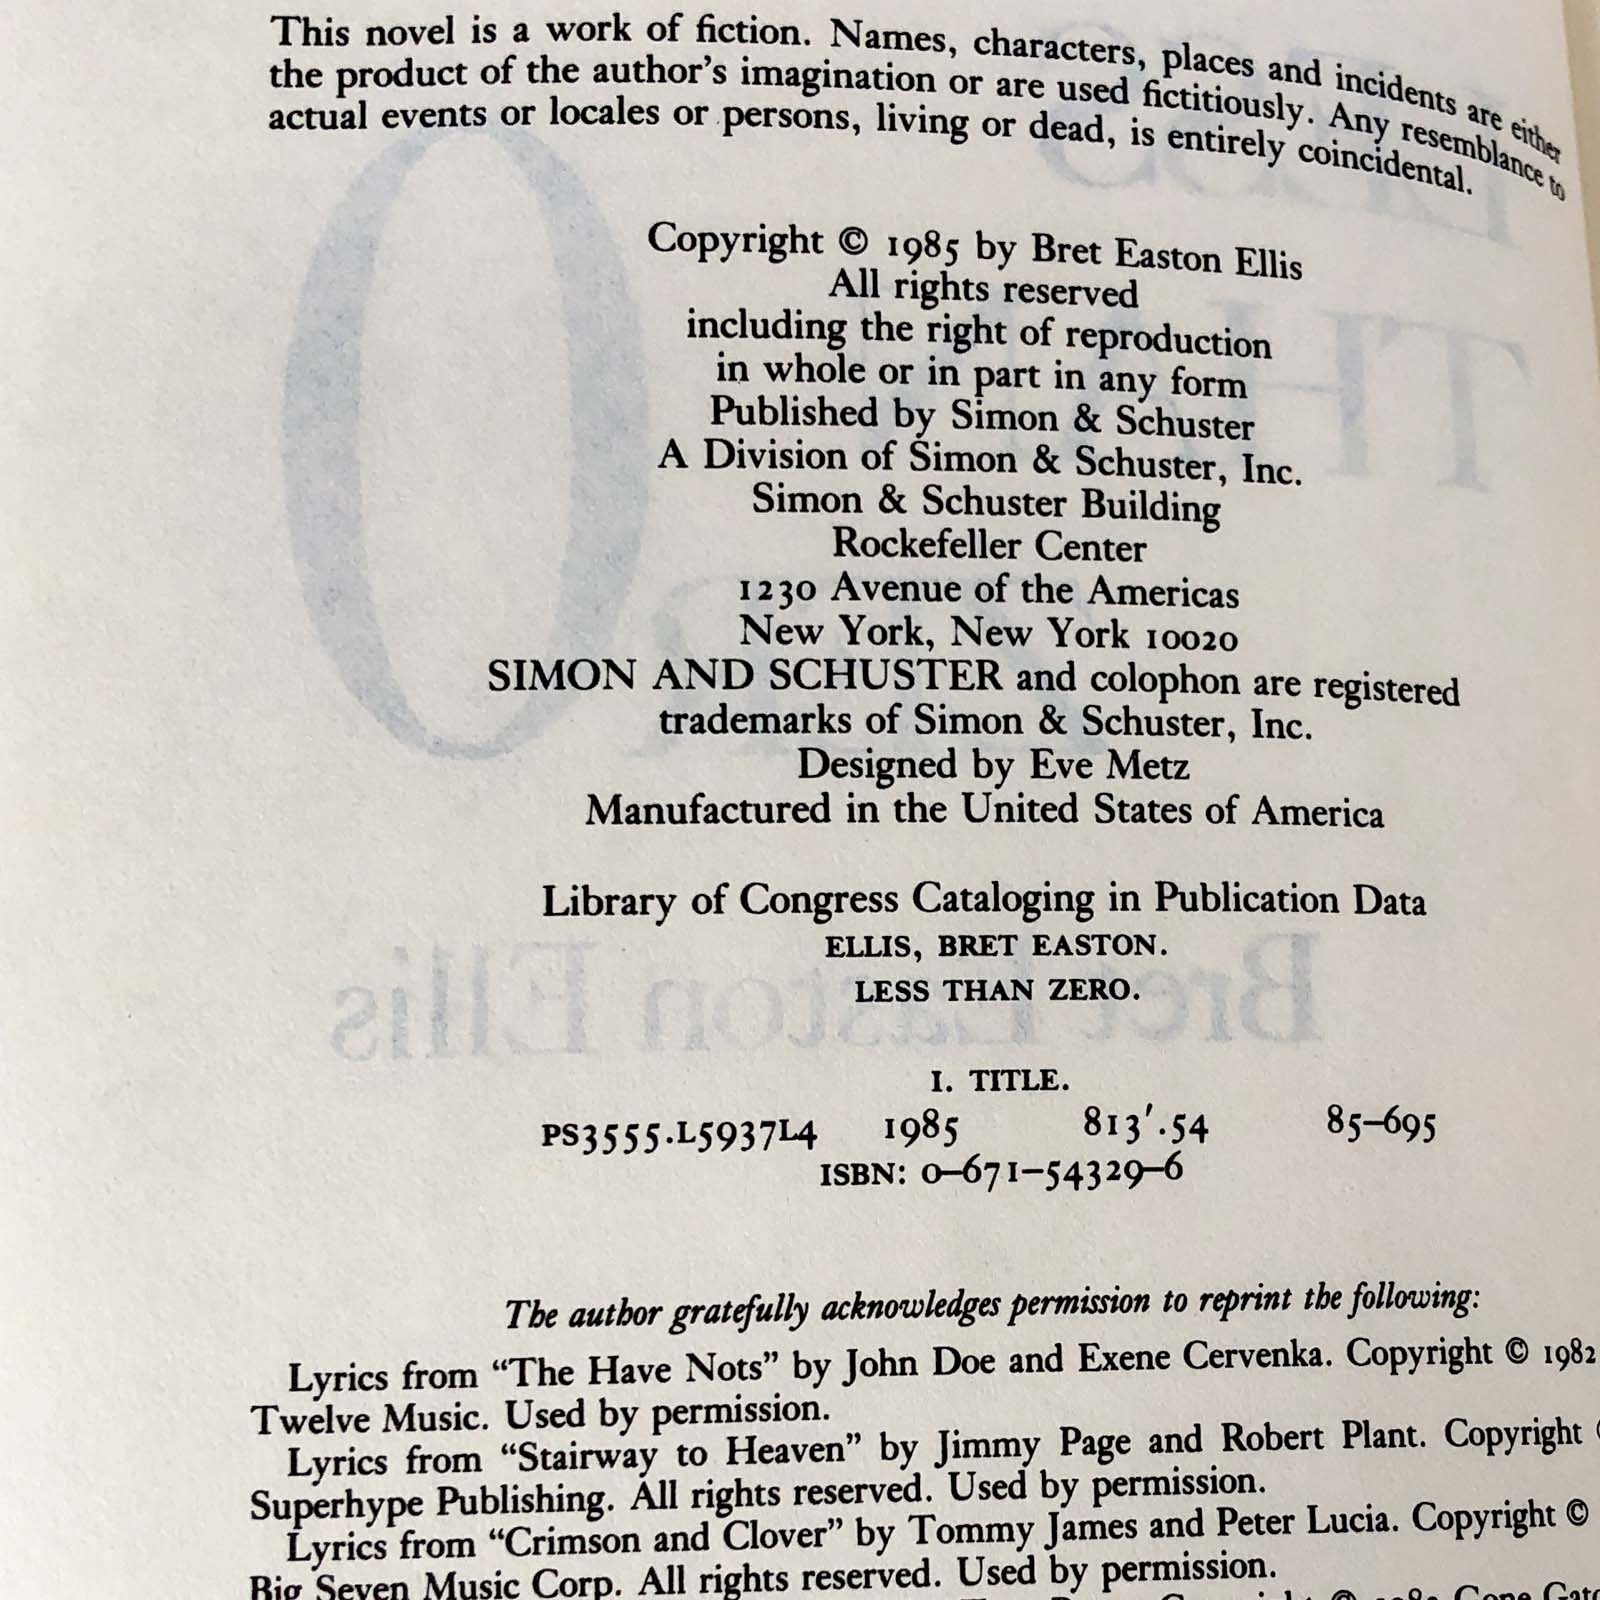 This novel is a work of fiction. Names, characters, places and incidents are either
the product of the author's imagination or are used fictitiously. Any resemblance to
actual events or locales or persons, living or dead, is entirely coincidental.
Copyright © 1985 by Bret Easton Ellis
All rights reserved
including the right of reproduction
in whole or in part in any form
Published by Simon & Schuster
A Division of Simon & Schuster, Inc.
Simon & Schuster Building
Rockefeller Center
1230 Avenue of the Americas
New York, New York 10020
SIMON AND SCHUSTER and colophon are registered
trademarks of Simon & Schuster, Inc.
Designed by Eve Metz
Manufactured in the United States of America
Library of Congress Cataloging in Publication Data
ELLIS, BRET EASTON.
LESS THAN ZERO.
I. TITLE.
PS3555.L5937L4 1985 813′.54 85–695
ISBN: 0–671–54329–6
The author gratefully acknowledges permission to reprint the following:
Lyrics from “The Have Nots” by John Doe and Exene Cervenka. Copyright © 1982
Twelve Music. Used by permission.
Lyrics from “Stairway to Heaven” by Jimmy Page and Robert Plant. Copyright
Superhype Publishing. All rights reserved. Used by permission.
Lyrics from “Crimson and Clover” by Tommy James and Peter Lucia. Copyright ©
Big Seven Music Corp. All rights reserved. Used by permission.